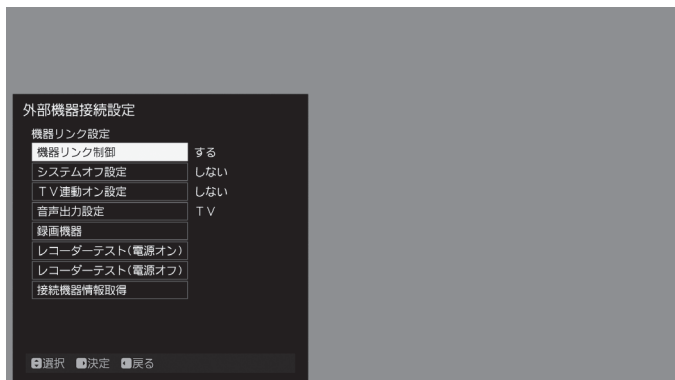 外部機器接続設定
機器リンク設定
機器リンク制御 する
システムオフ設定 しない
ＴＶ連動オン設定 しない
音声出力設定 ＴＶ
録画機器
レコーダーテスト(電源オン)
レコーダーテスト(電源オフ)
接続機器情報取得
選択 決定 戻る